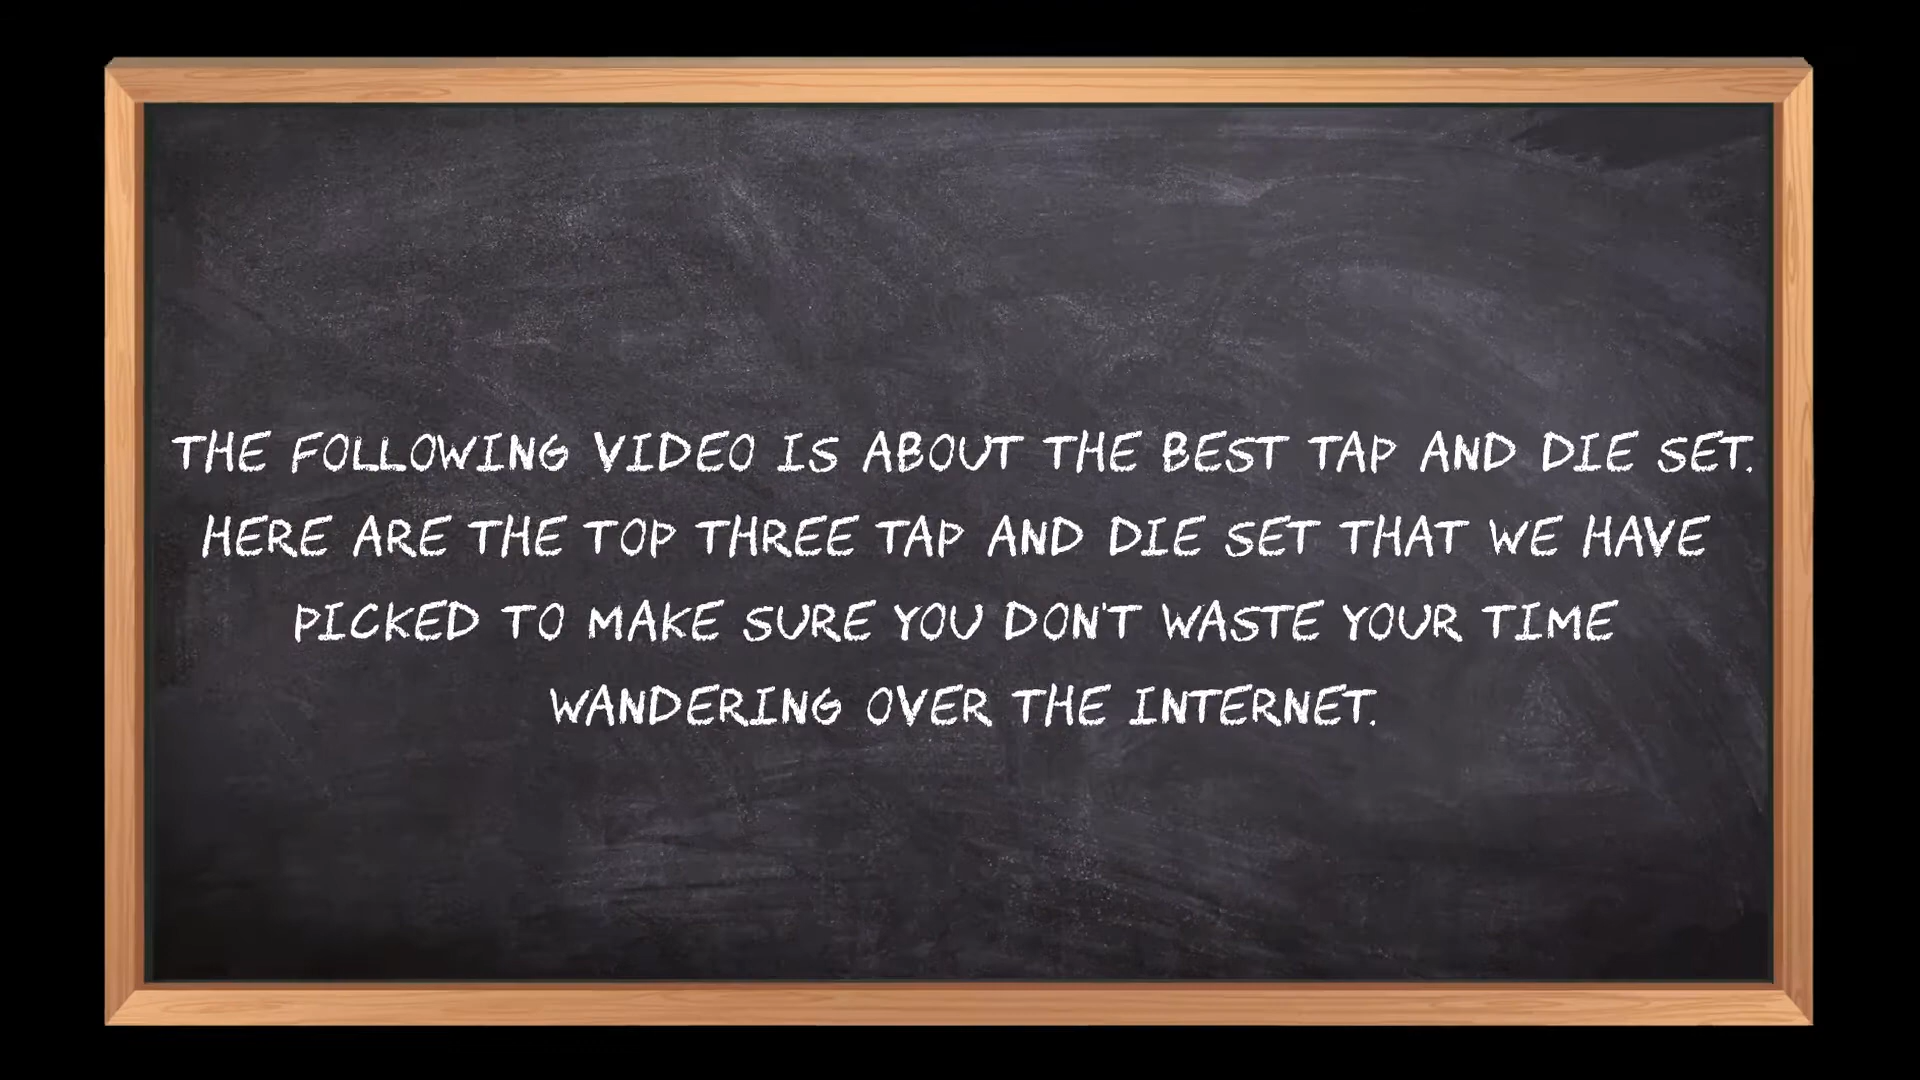 THE FOLLOWING VIDEO IS ABOUT THE BEST TAP AND DIE SET.
HERE ARE THE TOP THREE TAP AND DIE SET THAT WE HAVE
PICKED TO MAKE SURE YOU DON'T WASTE YOUR TIME
WANDERING OVER THE INTERNET.